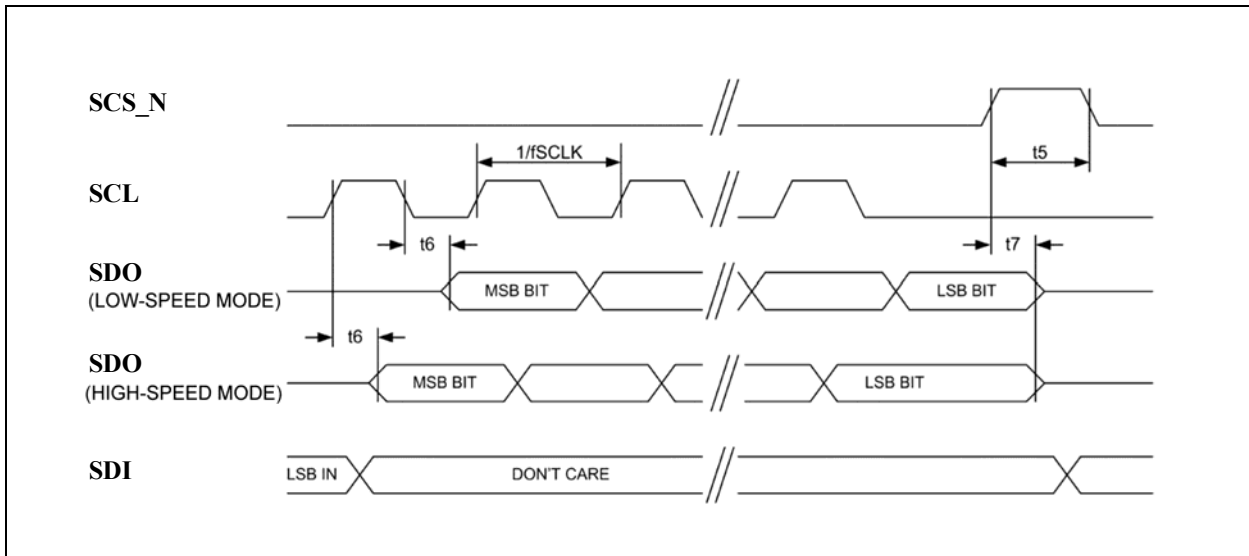 SCS_N
t5
1/fSCLK
SCL
t6
t7
SDO
(LOW-SPEED MODE)
MSB BIT
LSB BIT
t6
SDO
(HIGH-SPEED MODE)
MSB BIT
LSB BIT
SDI
LSB IN
DON'T CARE